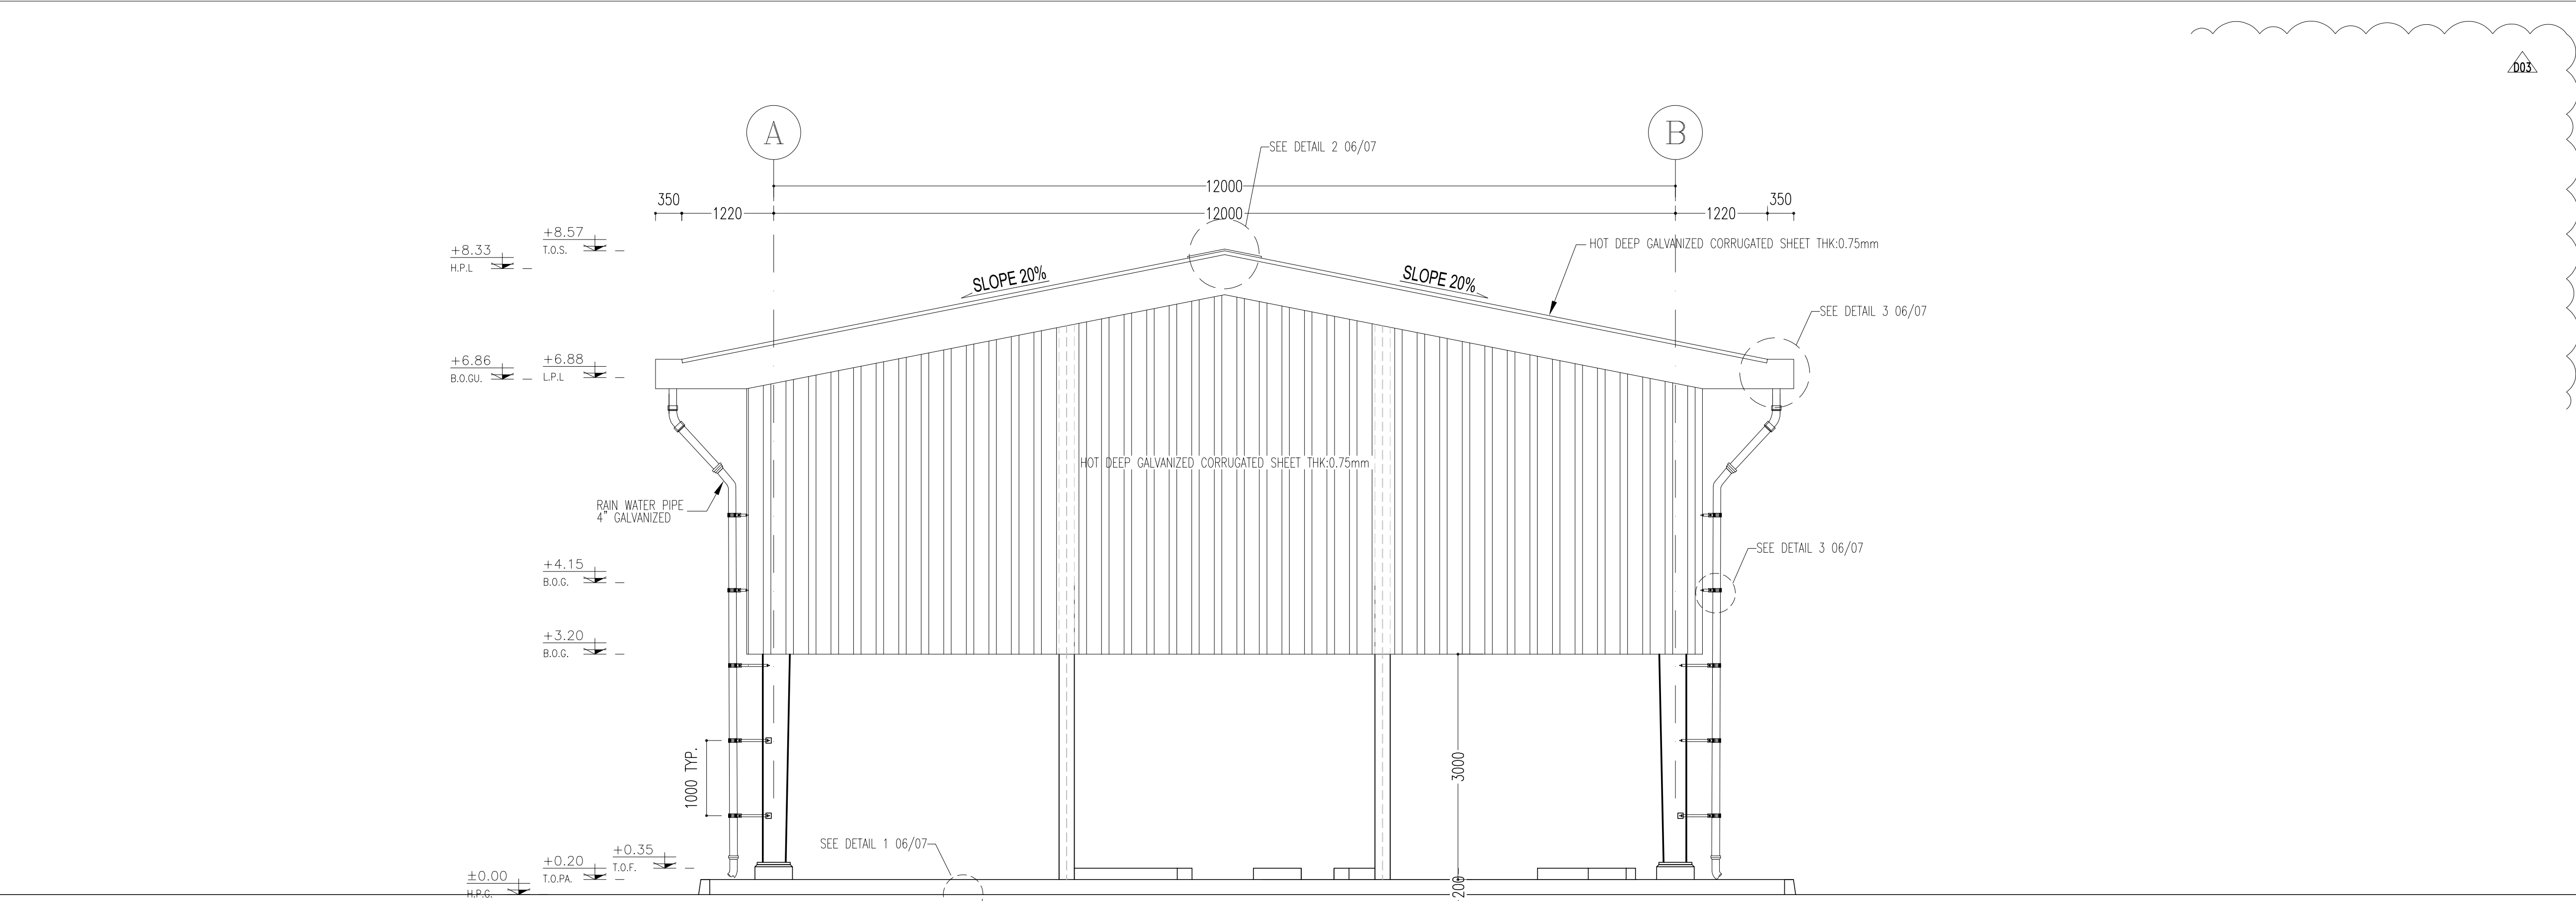 D03
A
B
SEE DETAIL 2 06/07
12000
350
1220
12000
1220
350
+8.57
T.O.S.
+8.33
H.P.L
HOT DEEP GALVANIZED CORRUGATED SHEET THK:0.75mm
SLOPE 20%
SLOPE 20%
SEE DETAIL 3 06/07
+6.86
B.O.GU.
+6.88
L.P.L
HOT DEEP GALVANIZED CORRUGATED SHEET THK:0.75mm
RAIN WATER PIPE
4" GALVANIZED
SEE DETAIL 3 06/07
+4.15
B.O.G.
+3.20
B.O.G.
1000 TYP.
3000
SEE DETAIL 1 06/07
+0.35
T.O.F.
+0.20
T.O.PA.
±0.00
H.P.G.
200